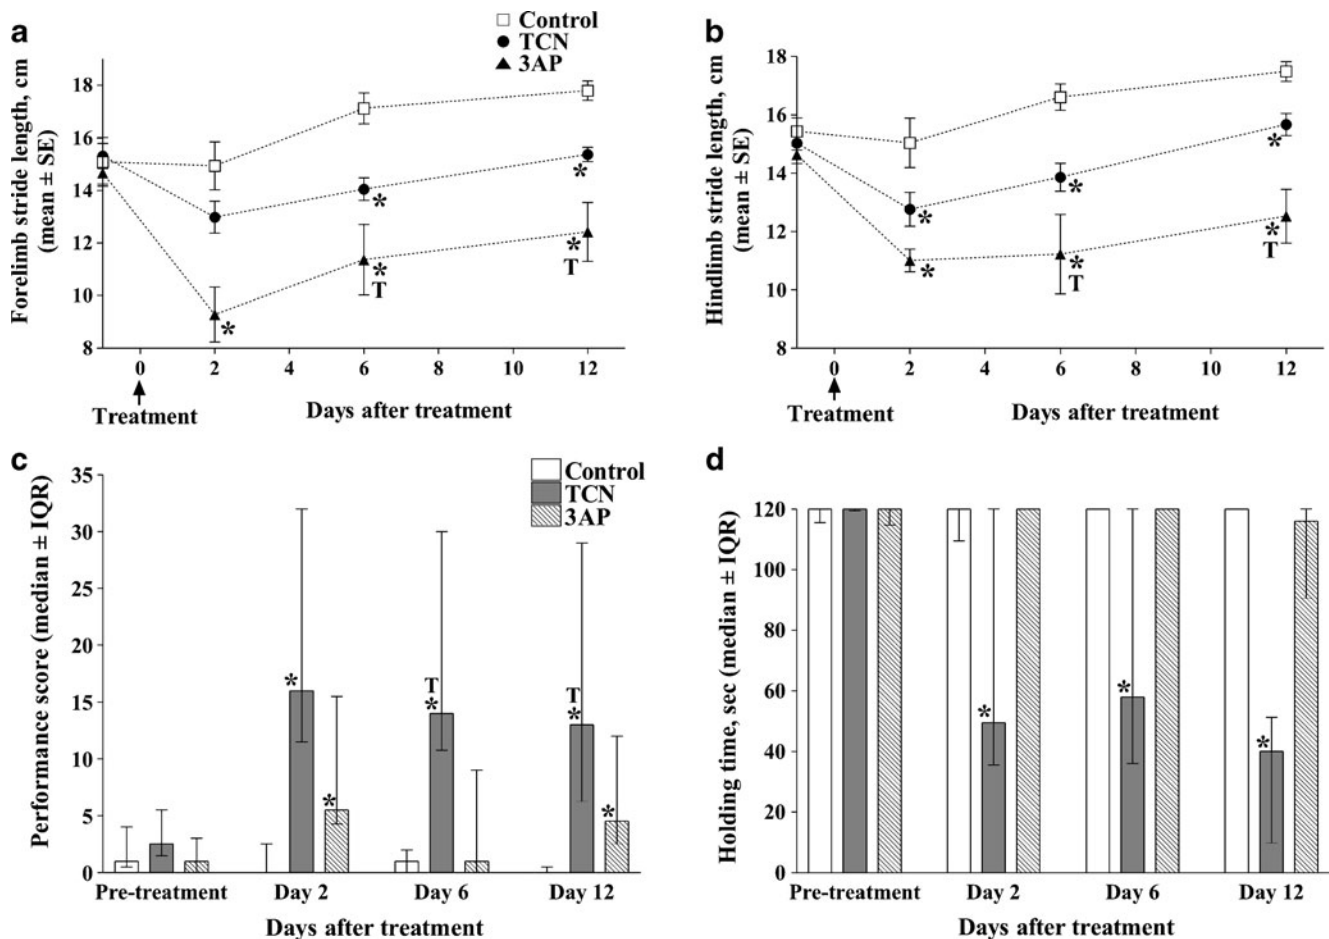 a
Control
TCN
3AP
Forelimb stride length, cm
(mean ± SE)
18
16
14
12
10
8
0 2 4 6 8 10 12
Treatment
Days after treatment
* * *
* * T * T
b
Hindlimb stride length, cm
(mean ± SE)
18
16
14
12
10
8
0 2 4 6 8 10 12
Treatment
Days after treatment
* * *
* * T * T
c
Control
TCN
3AP
Performance score (median ± IQR)
35
30
25
20
15
10
5
0
* T * T *
* *
Pre-treatment Day 2 Day 6 Day 12
Days after treatment
d
Holding time, sec (median ± IQR)
120
100
80
60
40
20
0
* * *
Pre-treatment Day 2 Day 6 Day 12
Days after treatment